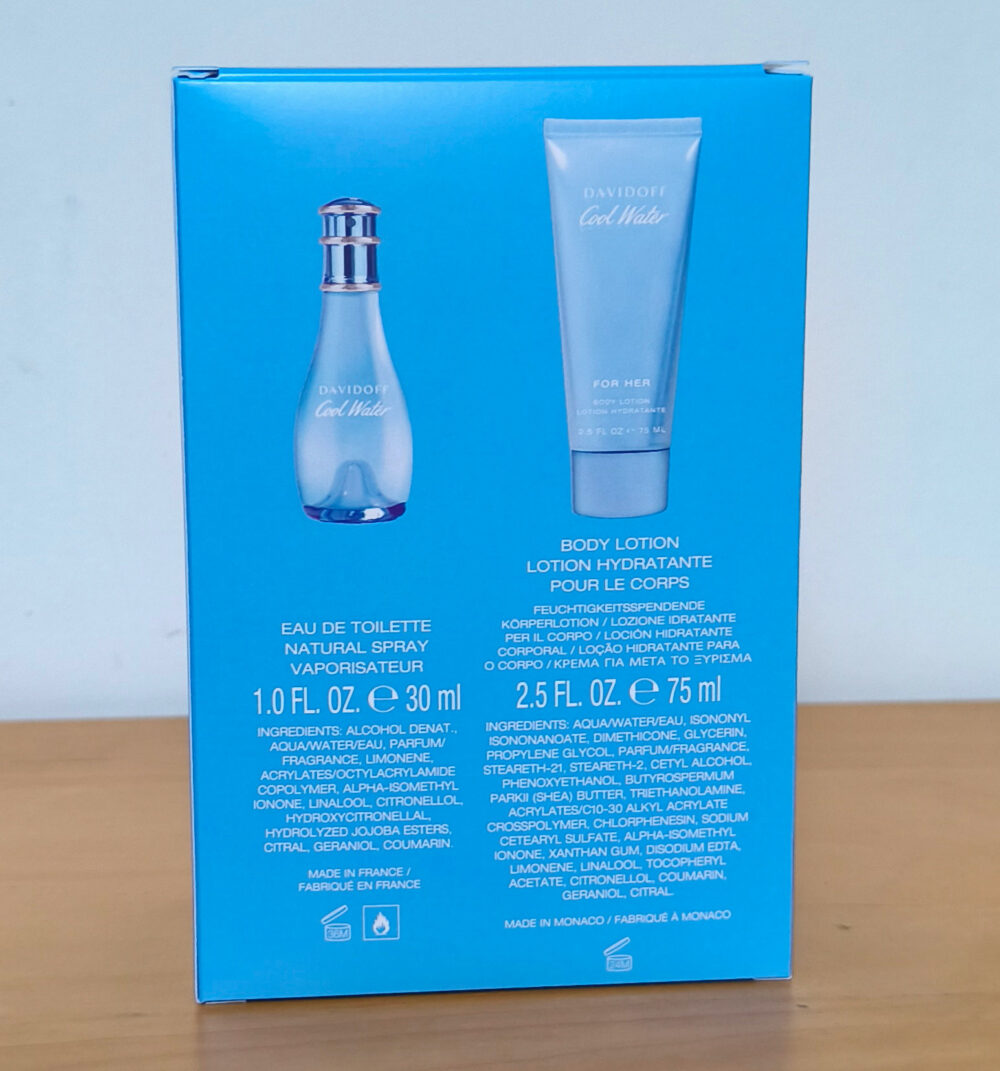 DAVIDOFF
Cool Water
EAU DE TOILETTE
NATURAL SPRAY
VAPORISATEUR
1.0 FL. OZ. ℮ 30 ml
INGREDIENTS: ALCOHOL DENAT.,
AQUA/WATER/EAU, PARFUM/
FRAGRANCE, LIMONENE,
ACRYLATES/OCTYLACRYLAMIDE
COPOLYMER, ALPHA-ISOMETHYL
IONONE, LINALOOL, CITRONELLOL,
HYDROXYCITRONELLAL,
HYDROLYZED JOJOBA ESTERS,
CITRAL, GERANIOL, COUMARIN.
MADE IN FRANCE /
FABRIQUÉ EN FRANCE
36M
DAVIDOFF
Cool Water
FOR HER
BODY LOTION
LOTION HYDRATANTE
2.5 FL OZ ℮ 75 ML
BODY LOTION
LOTION HYDRATANTE
POUR LE CORPS
FEUCHTIGKEITSSPENDENDE
KÖRPERLOTION / LOZIONE IDRATANTE
PER IL CORPO / LOCIÓN HIDRATANTE
CORPORAL / LOÇÃO HIDRATANTE PARA
O CORPO / ΚΡΕΜΑ ΓΙΑ ΜΕΤΑ ΤΟ ΞΥΡΙΣΜΑ
2.5 FL. OZ. ℮ 75 ml
INGREDIENTS: AQUA/WATER/EAU, ISONONYL
ISONONANOATE, DIMETHICONE, GLYCERIN,
PROPYLENE GLYCOL, PARFUM/FRAGRANCE,
STEARETH-21, STEARETH-2, CETYL ALCOHOL,
PHENOXYETHANOL, BUTYROSPERMUM
PARKII (SHEA) BUTTER, TRIETHANOLAMINE,
ACRYLATES/C10-30 ALKYL ACRYLATE
CROSSPOLYMER, CHLORPHENESIN, SODIUM
CETEARYL SULFATE, ALPHA-ISOMETHYL
IONONE, XANTHAN GUM, DISODIUM EDTA,
LIMONENE, LINALOOL, TOCOPHERYL
ACETATE, CITRONELLOL, COUMARIN,
GERANIOL, CITRAL.
MADE IN MONACO / FABRIQUÉ À MONACO
24M